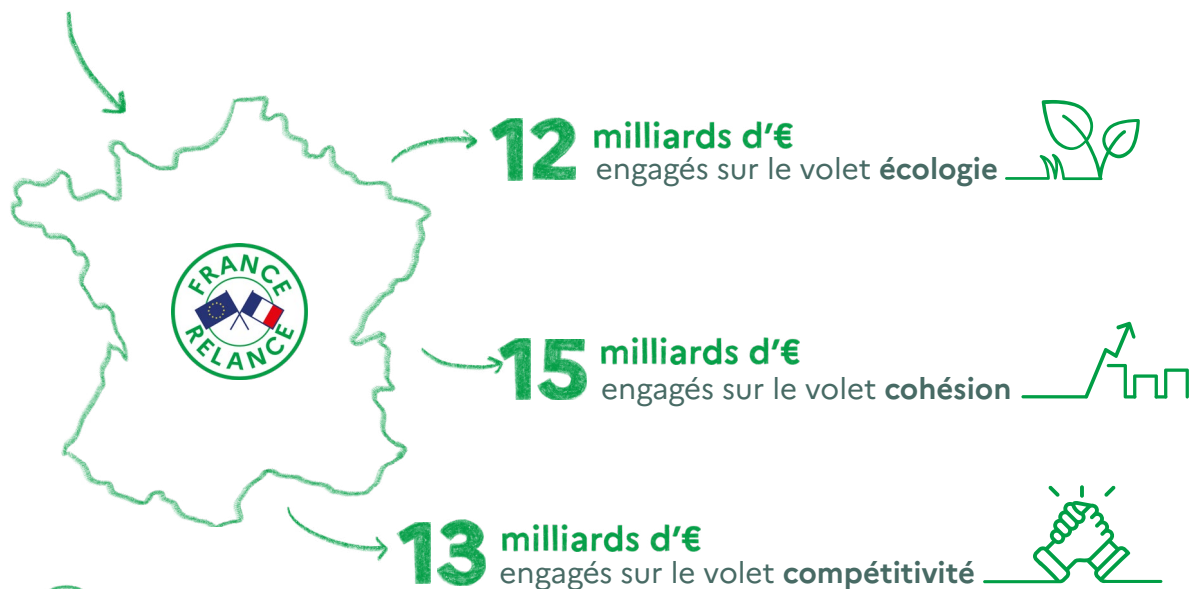 FRANCE
RELANCE
12 milliards d'€
engagés sur le volet écologie
15 milliards d'€
engagés sur le volet cohésion
13 milliards d'€
engagés sur le volet compétitivité